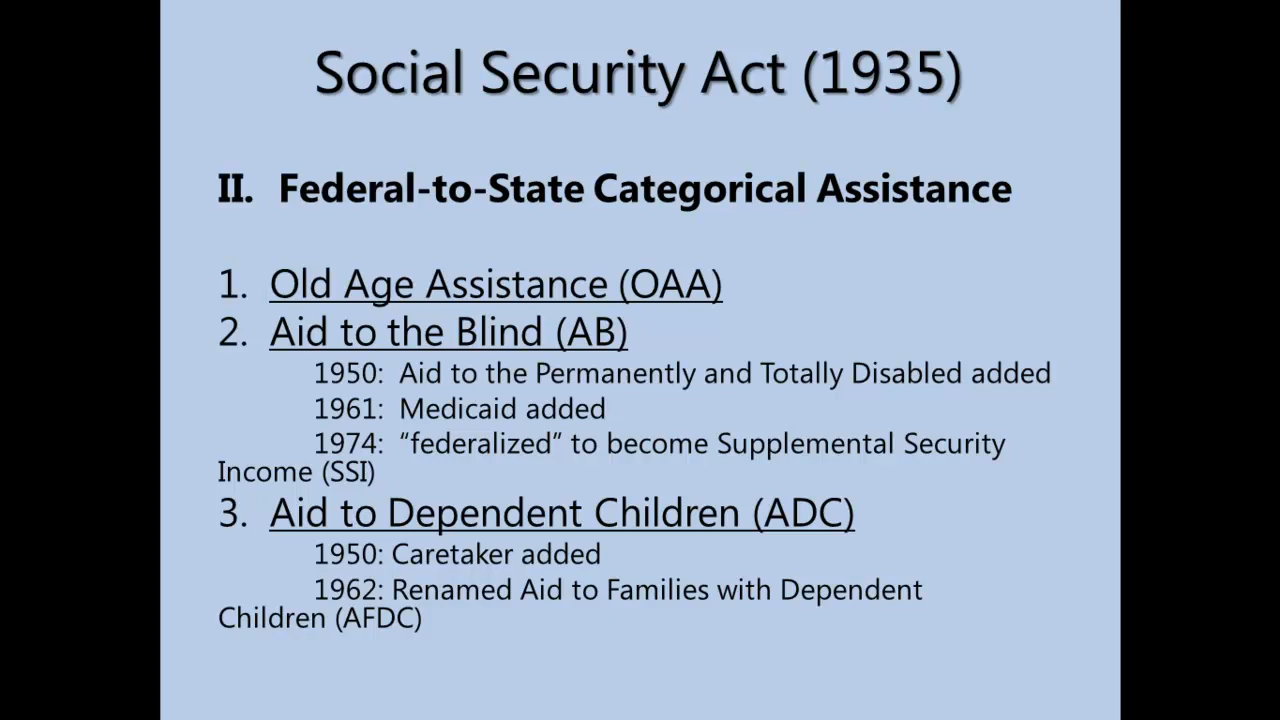 Social Security Act (1935)
II. Federal-to-State Categorical Assistance
1. Old Age Assistance (OAA)
2. Aid to the Blind (AB)
1950: Aid to the Permanently and Totally Disabled added
1961: Medicaid added
1974: “federalized” to become Supplemental Security
Income (SSI)
3. Aid to Dependent Children (ADC)
1950: Caretaker added
1962: Renamed Aid to Families with Dependent
Children (AFDC)